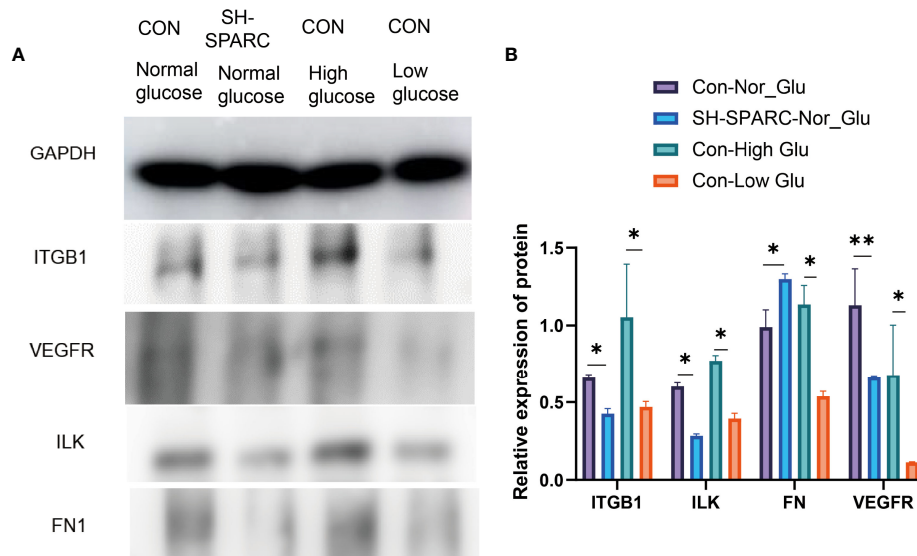 A
CON
SH-
SPARC
CON
CON
Normal
glucose
Normal
glucose
High
glucose
Low
glucose
GAPDH
ITGB1
VEGFR
ILK
FN1
B
Con-Nor_Glu
SH-SPARC-Nor_Glu
Con-High Glu
Con-Low Glu
Relative expression of protein
1.5
1.0
0.5
0.0
*
*
*
*
*
*
**
*
ITGB1
ILK
FN
VEGFR